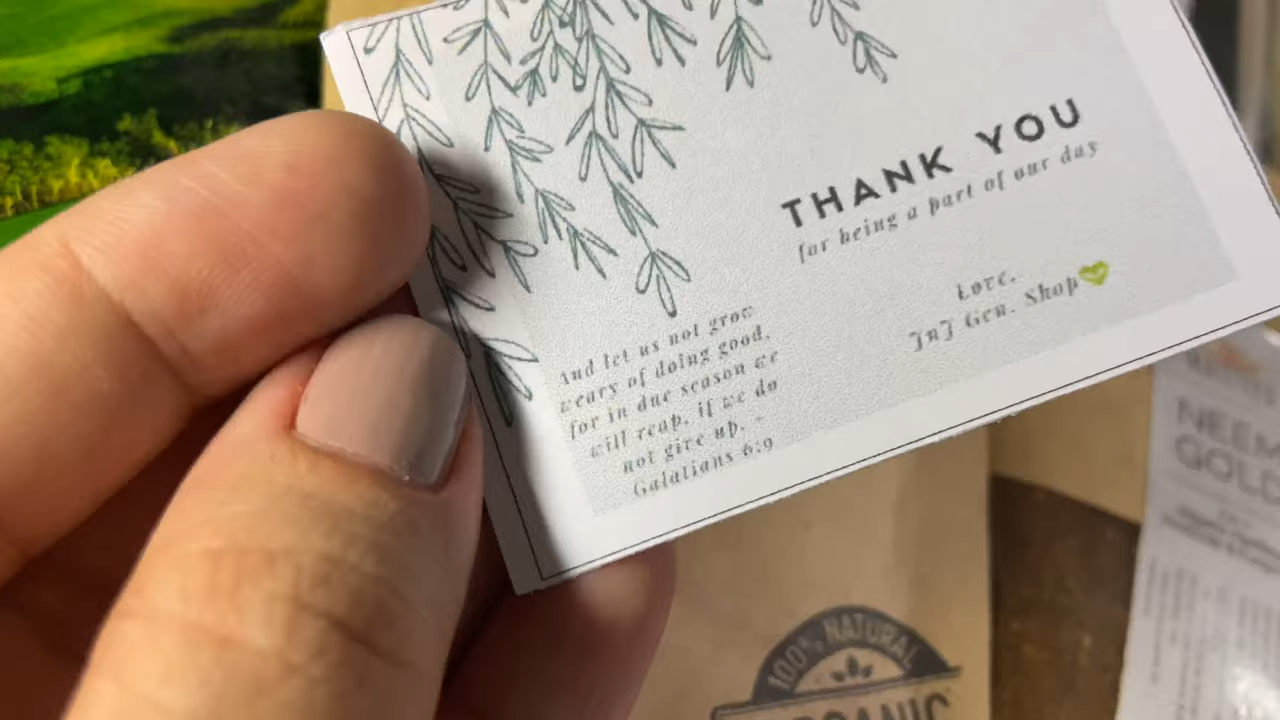 THANK YOU
for being a part of our day
Love,
JnJ Gen. Shop
And let us not grow
weary of doing good,
for in due season we
will reap, if we do
not give up. -
Galatians 6:9
100% NATURAL
ORGANIC
NEEM
GOLD